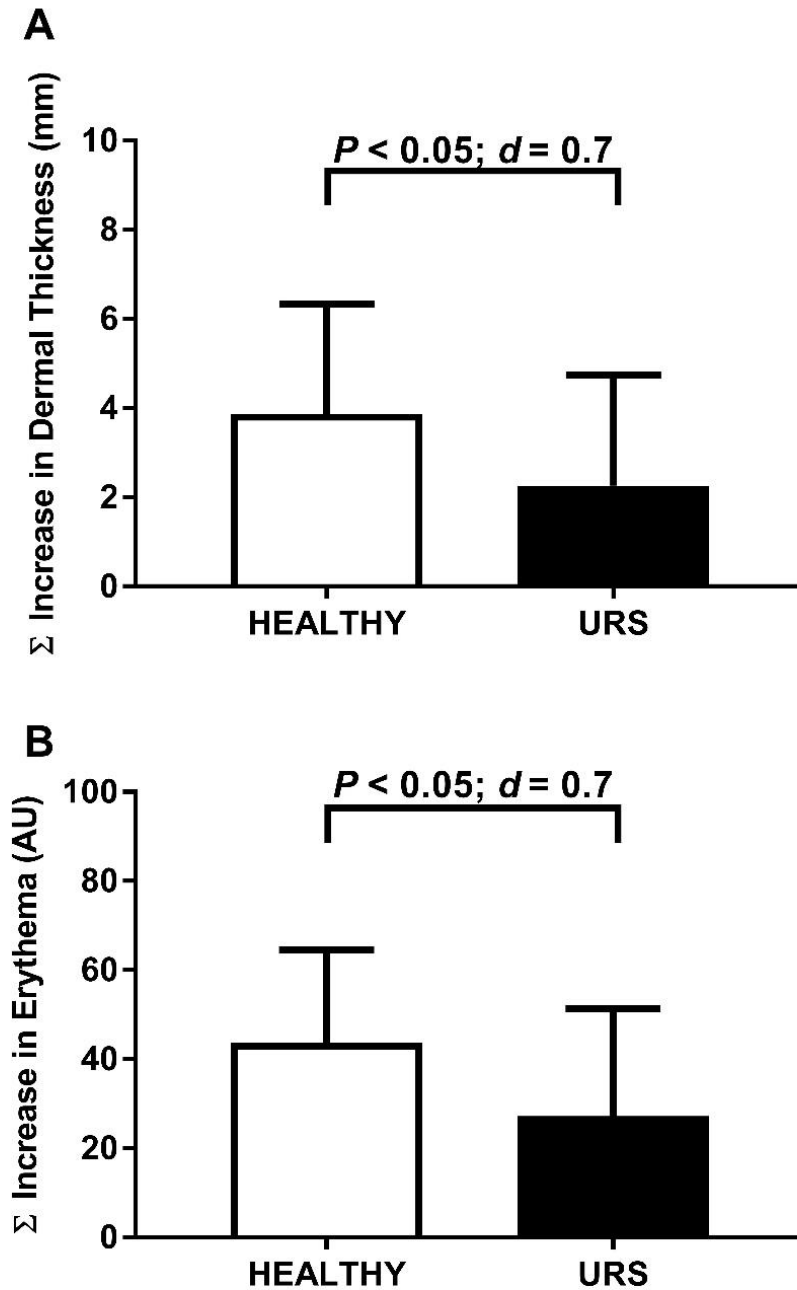 A
Σ Increase in Dermal Thickness (mm)
P < 0.05; d = 0.7
10
8
6
4
2
0
HEALTHY URS
B
Σ Increase in Erythema (AU)
P < 0.05; d = 0.7
100
80
60
40
20
0
HEALTHY URS